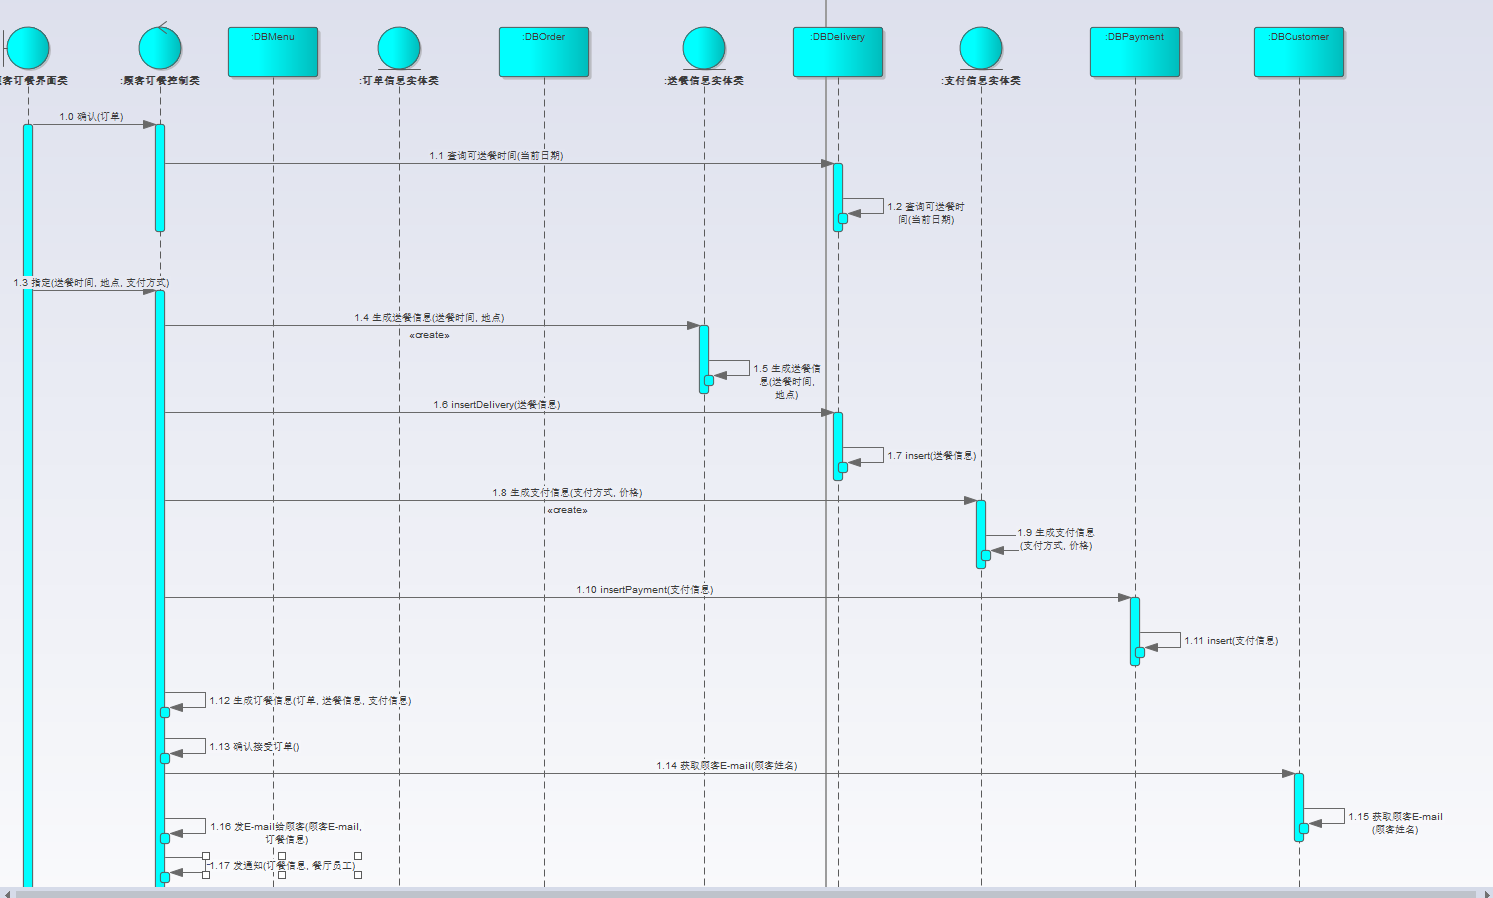 :DBMenu
:DBOrder
:DBDelivery
:DBPayment
:DBCustomer
客订餐界面类
:顾客订餐控制类
:订单信息实体类
:送餐信息实体类
:支付信息实体类
1.0 确认(订单)
1.1 查询可送餐时间(当前日期)
1.2 查询可送餐时
间(当前日期)
1.3 指定(送餐时间, 地点, 支付方式)
1.4 生成送餐信息(送餐时间, 地点)
«create»
1.5 生成送餐信
息(送餐时间,
地点)
1.6 insertDelivery(送餐信息)
1.7 insert(送餐信息)
1.8 生成支付信息(支付方式, 价格)
«create»
1.9 生成支付信息
(支付方式, 价格)
1.10 insertPayment(支付信息)
1.11 insert(支付信息)
1.12 生成订餐信息(订单, 送餐信息, 支付信息)
1.13 确认接受订单()
1.14 获取顾客E-mail(顾客姓名)
1.15 获取顾客E-mail
(顾客姓名)
1.16 发E-mail给顾客(顾客E-mail,
订餐信息)
1.17 发通知(订餐信息, 餐厅员工)